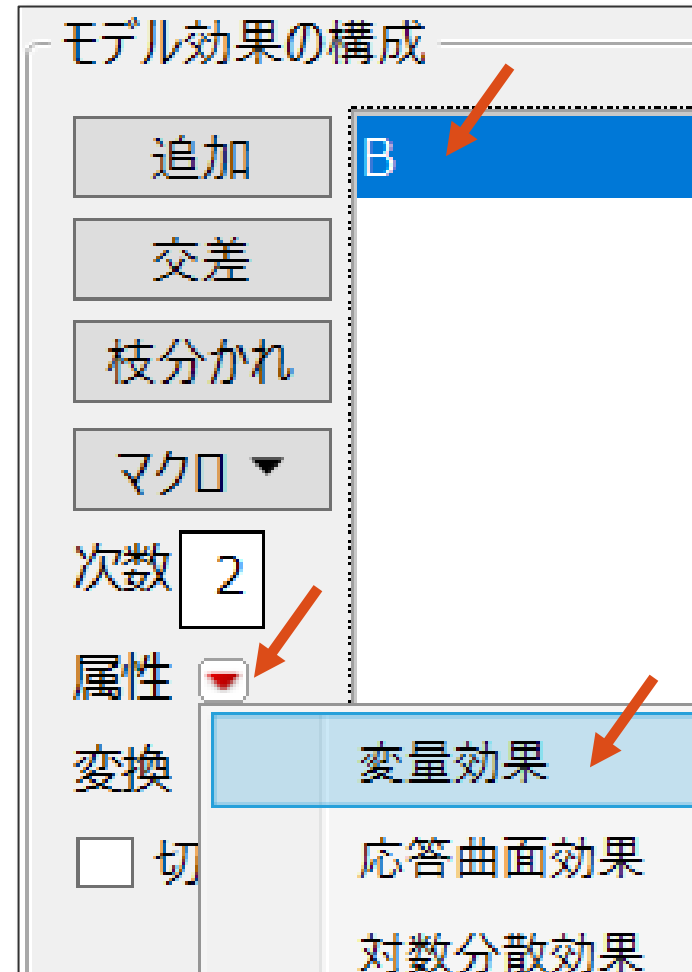 モデル効果の構成
追加
B
交差
枝分かれ
マクロ
次数 2
属性
変換
変量効果
切
応答曲面効果
対数分散効果